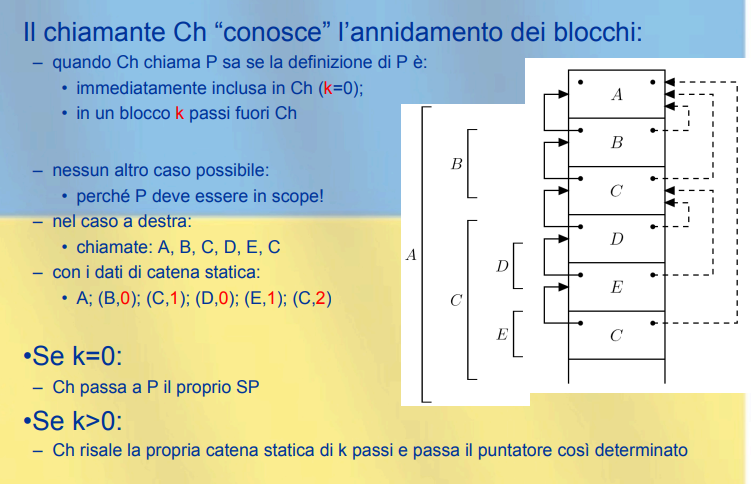 Il chiamante Ch “conosce” l’annidamento dei blocchi:
– quando Ch chiama P sa se la definizione di P è:
• immediatamente inclusa in Ch (k=0);
• in un blocco k passi fuori Ch
– nessun altro caso possibile:
• perché P deve essere in scope!
– nel caso a destra:
• chiamate: A, B, C, D, E, C
– con i dati di catena statica:
• A; (B,0); (C,1); (D,0); (E,1); (C,2)
•Se k=0:
– Ch passa a P il proprio SP
•Se k>0:
– Ch risale la propria catena statica di k passi e passa il puntatore così determinato
A
B
C
D
E
A
B
C
D
E
C